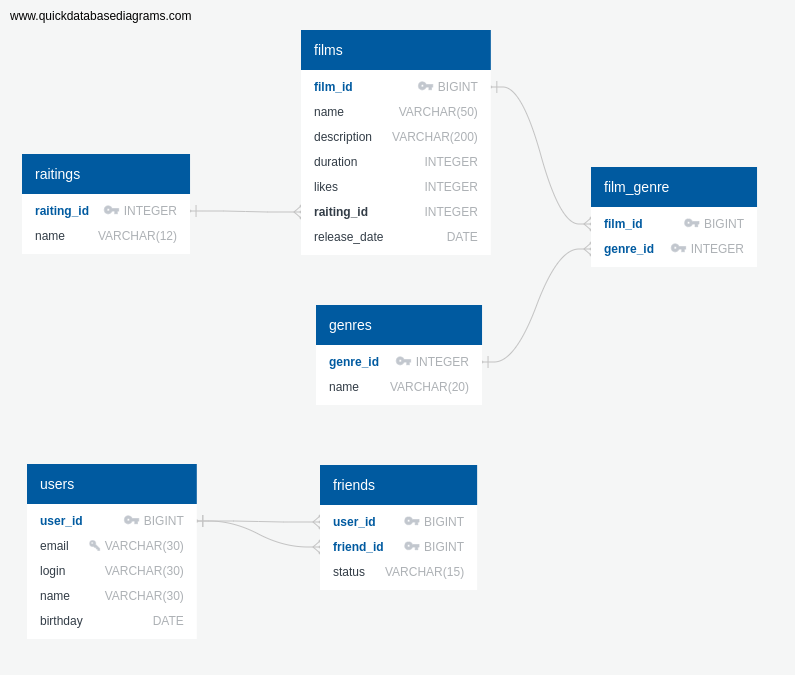 www.quickdatabasediagrams.com
films
film_id BIGINT
name VARCHAR(50)
description VARCHAR(200)
duration INTEGER
likes INTEGER
raiting_id INTEGER
release_date DATE
raitings
raiting_id INTEGER
name VARCHAR(12)
film_genre
film_id BIGINT
genre_id INTEGER
genres
genre_id INTEGER
name VARCHAR(20)
users
user_id BIGINT
email VARCHAR(30)
login VARCHAR(30)
name VARCHAR(30)
birthday DATE
friends
user_id BIGINT
friend_id BIGINT
status VARCHAR(15)